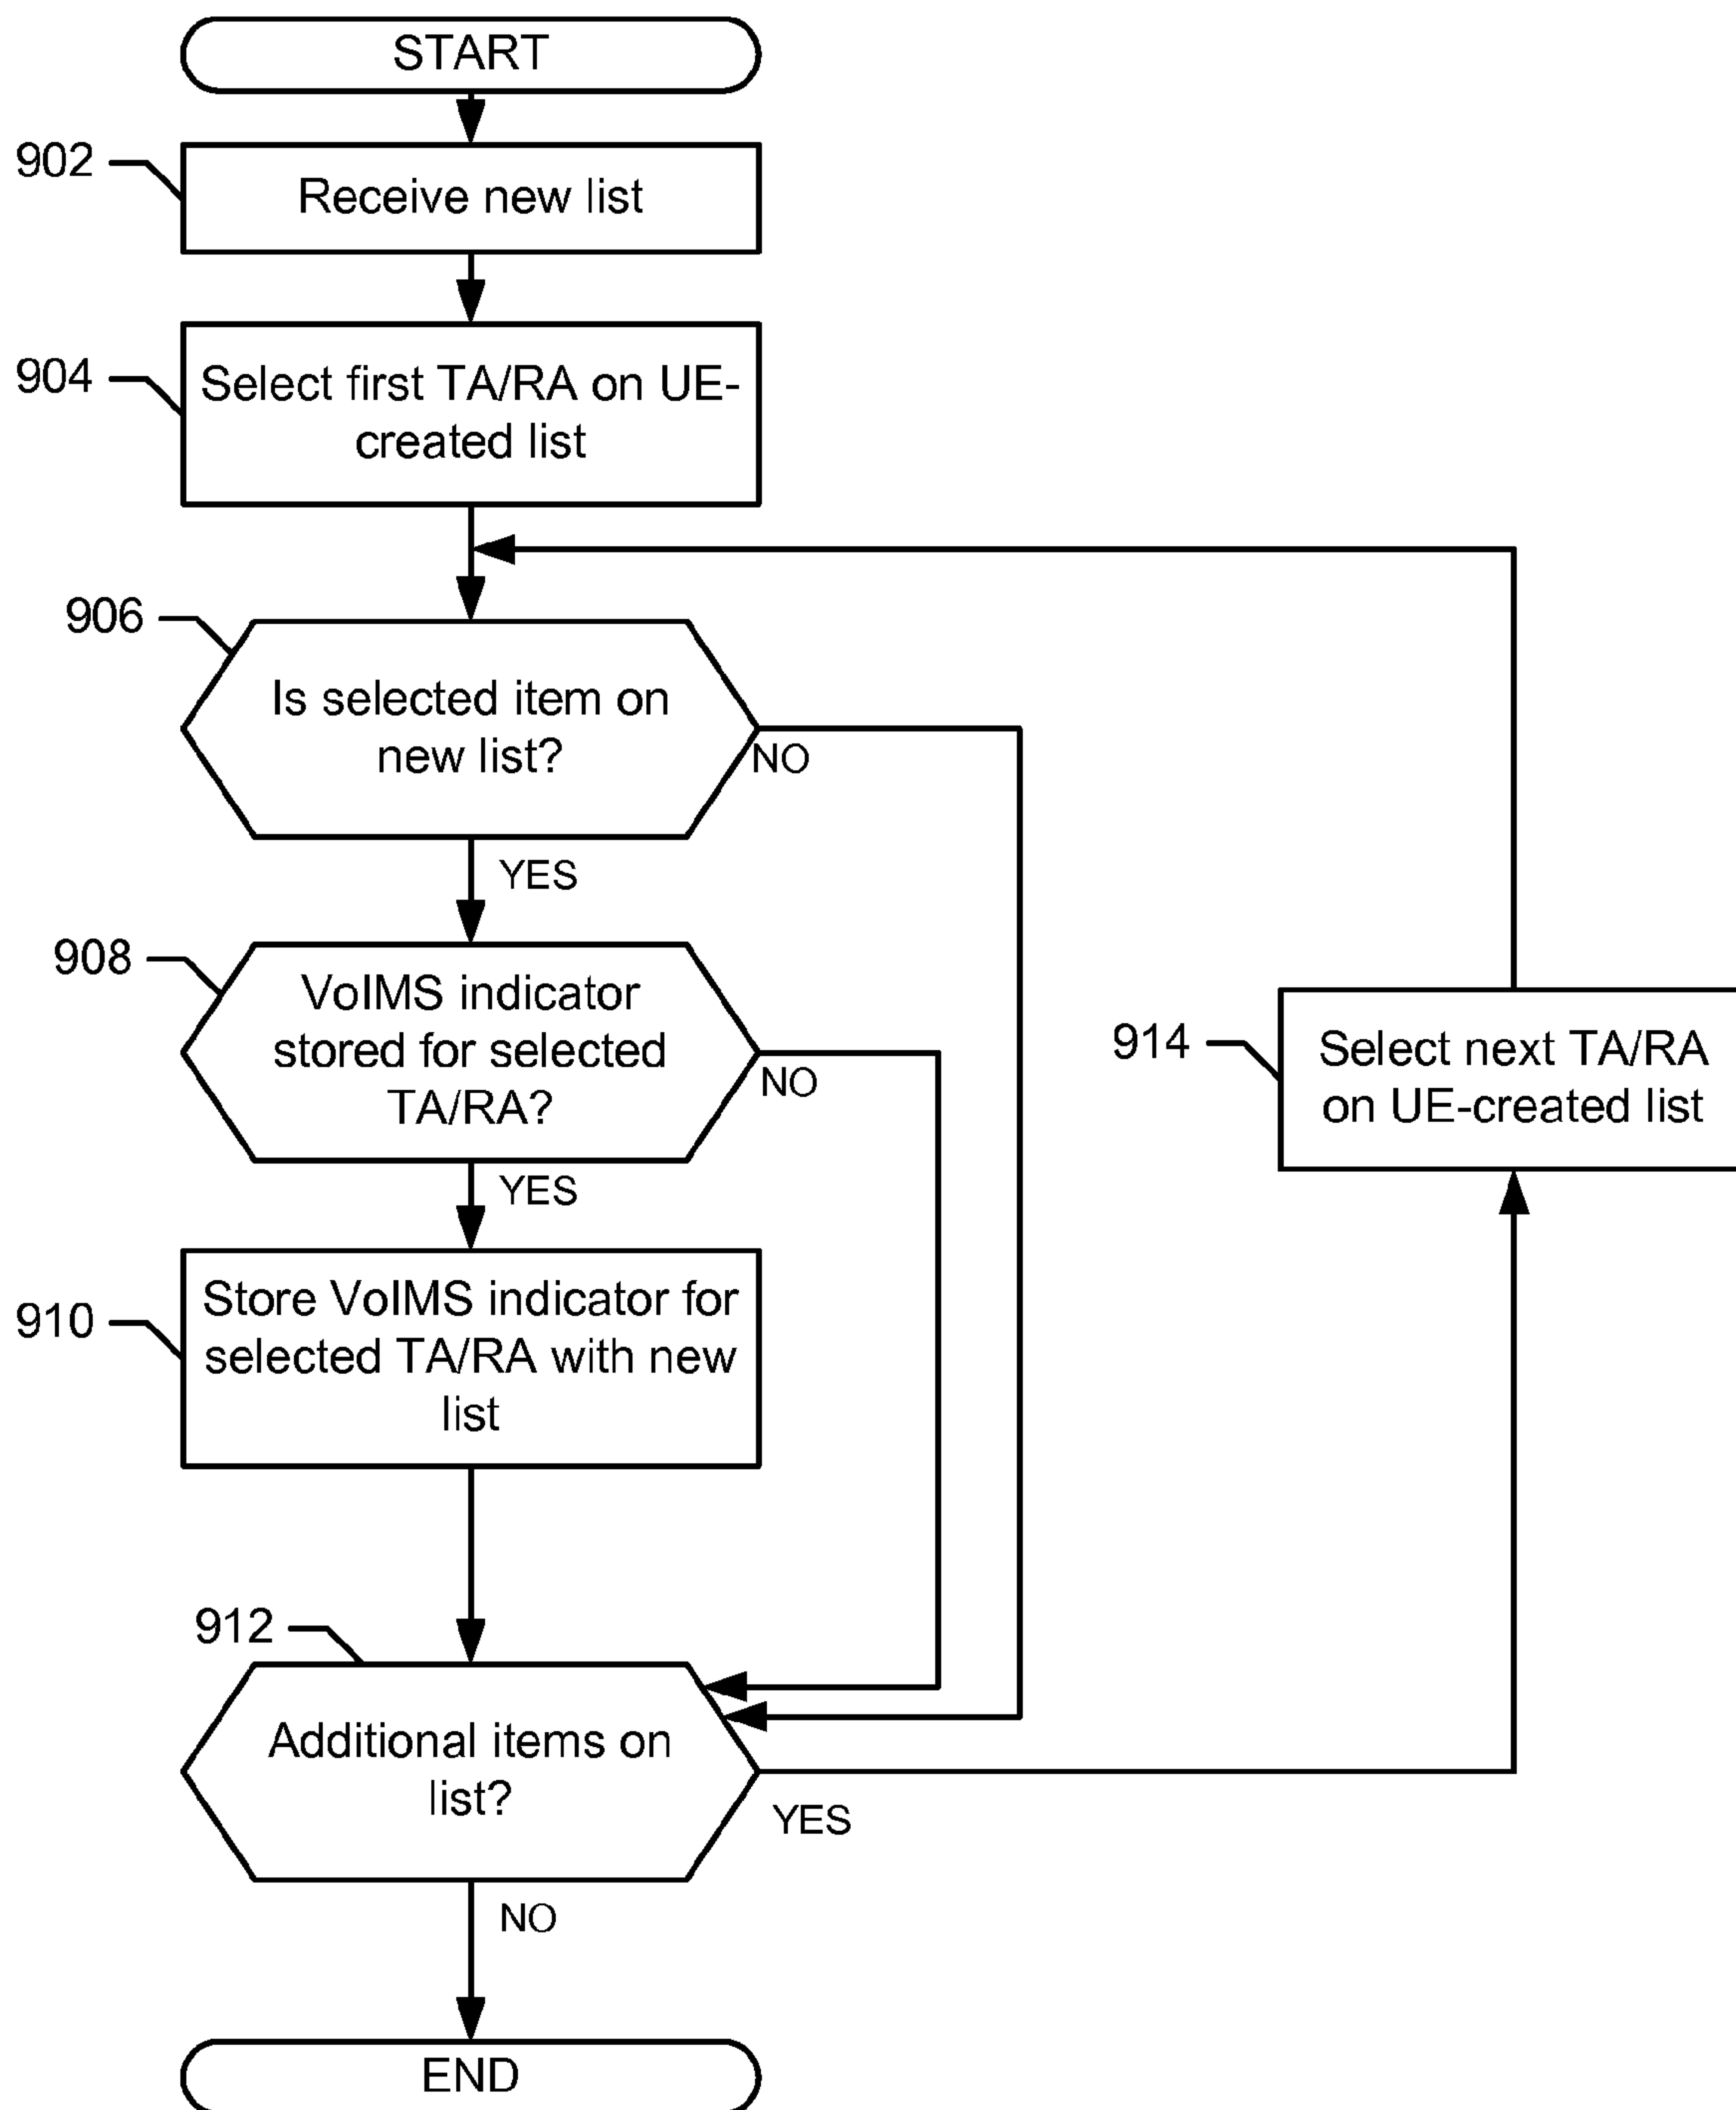 START
902
Receive new list
904
Select first TA/RA on UE-
created list
906
Is selected item on
new list?
NO
YES
908
VoIMS indicator
stored for selected
TA/RA?
NO
914
Select next TA/RA
on UE-created list
YES
910
Store VoIMS indicator for
selected TA/RA with new
list
912
Additional items on
list?
YES
NO
END